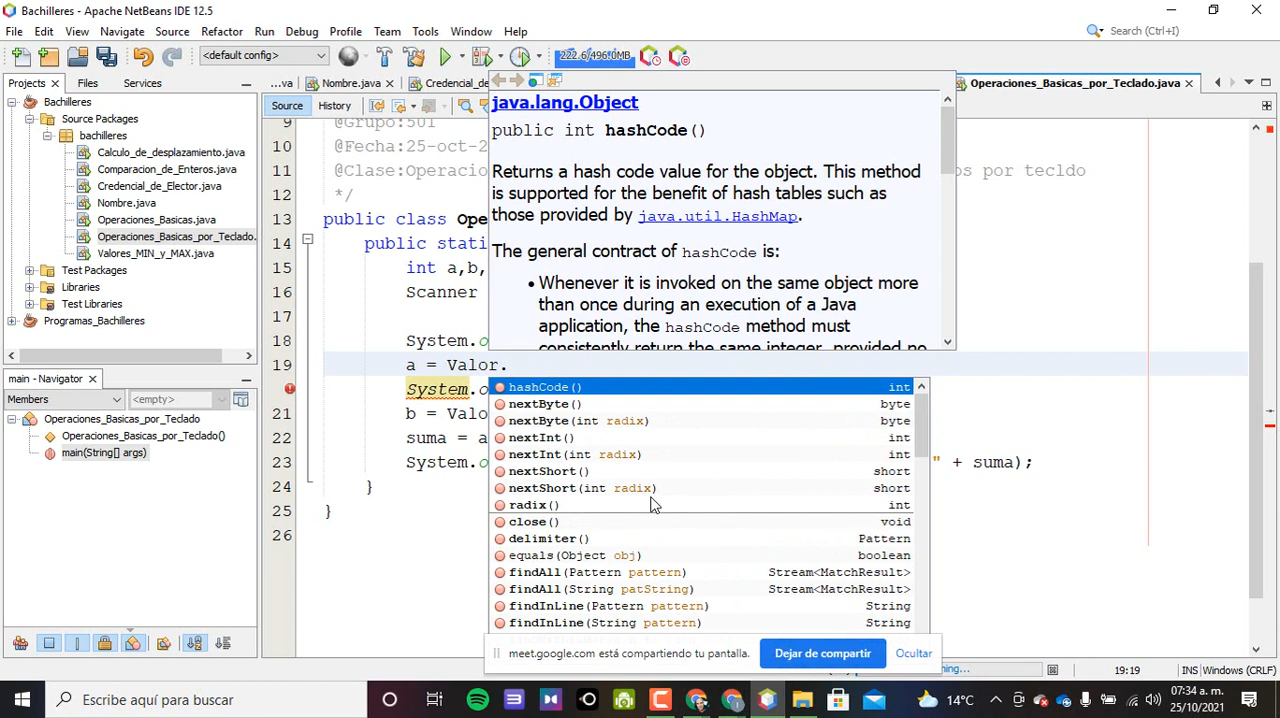 Bachilleres - Apache NetBeans IDE 12.5
File Edit View Navigate Source Refactor Run Debug Profile Team Tools Window Help
Search (Ctrl+I)
<default config>
222.6/496.0MB
Projects Files Services
...va Nombre.java Credencial_de Operaciones_Basicas_por_Teclado.java
Source History
Bachilleres
Source Packages
bachilleres
Calculo_de_desplazamiento.java
Comparacion_de_Enteros.java
Credencial_de_Elector.java
Nombre.java
Operaciones_Basicas.java
Operaciones_Basicas_por_Teclado.
Valores_MIN_y_MAX.java
Test Packages
Libraries
Test Libraries
Programas_Bachilleres
main - Navigator
Members <empty>
Operaciones_Basicas_por_Teclado
Operaciones_Basicas_por_Teclado()
main(String[] args)
9 @Grupo:501
10 @Fecha:25-oct-2
11 @Clase:Operacio os por tecldo
12 */
13 public class Ope
14 public stati
15 int a,b,
16 Scanner
18 System.o
19 a = Valor.
System.o
21 b = Valo
22 suma = a
23 System.o " + suma);
24 }
25 }
26
java.lang.Object
public int hashCode()
Returns a hash code value for the object. This method
is supported for the benefit of hash tables such as
those provided by java.util.HashMap.
The general contract of hashCode is:
• Whenever it is invoked on the same object more
than once during an execution of a Java
application, the hashCode method must
consistently return the same integer, provided no
hashCode() int
nextByte() byte
nextByte(int radix) byte
nextInt() int
nextInt(int radix) int
nextShort() short
nextShort(int radix) short
radix() int
close() void
delimiter() Pattern
equals(Object obj) boolean
findAll(Pattern pattern) Stream<MatchResult>
findAll(String patString) Stream<MatchResult>
findInLine(Pattern pattern) String
findInLine(String pattern) String
meet.google.com está compartiendo tu pantalla. Dejar de compartir Ocultar
19:19 INS Windows (CRLF)
Escribe aquí para buscar
14°C
07:34 a. m.
25/10/2021